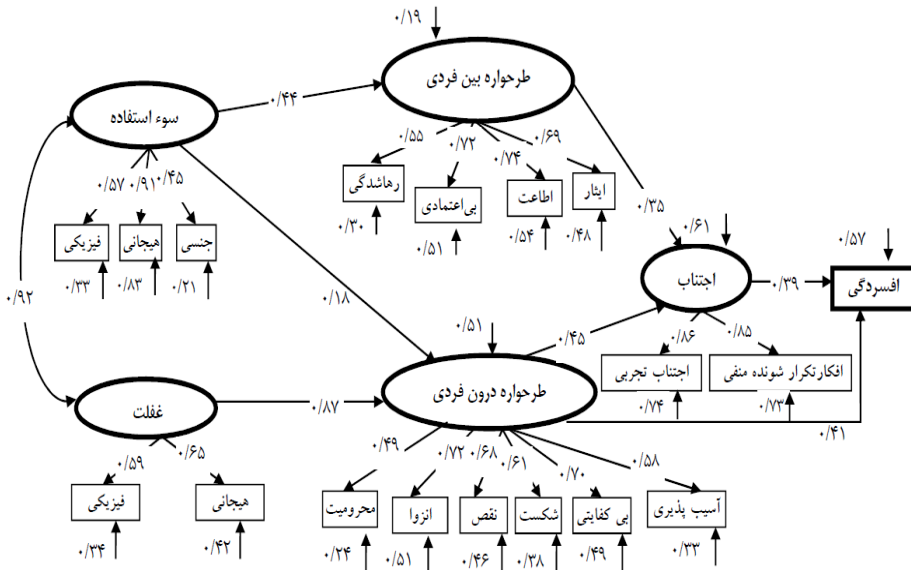 ۰/۱۹
طرحواره بین فردی
۰/۴۴
سوء استفاده
۰/۵۵
۰/۷۲
۰/۷۴
۰/۶۹
رهاشدگی
بی‌اعتمادی
اطاعت
ایثار
۰/۳۰
۰/۵۱
۰/۵۴
۰/۴۸
۰/۳۵
۰/۵۷
۰/۹۱
۰/۴۵
فیزیکی
هیجانی
جنسی
۰/۳۳
۰/۸۳
۰/۲۱
۰/۶۱
۰/۵۷
اجتناب
۰/۳۹
افسردگی
۰/۹۲
۰/۱۸
۰/۵۱
۰/۴۵
۰/۸۶
۰/۸۵
اجتناب تجربی
افکارتکرار شونده منفی
۰/۷۴
۰/۷۳
۰/۴۱
طرحواره درون فردی
غفلت
۰/۸۷
۰/۵۹
۰/۶۵
فیزیکی
هیجانی
۰/۳۴
۰/۴۲
۰/۴۹
۰/۷۲
۰/۶۸
۰/۶۱
۰/۷۰
۰/۵۸
محرومیت
انزوا
نقص
شکست
بی کفایتی
آسیب پذیری
۰/۲۴
۰/۵۱
۰/۴۶
۰/۳۸
۰/۴۹
۰/۳۳